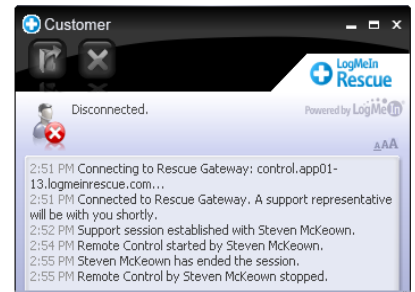 Customer
LogMeIn
Rescue
Disconnected.
Powered by LogMeIn
AAA
2:51 PM Connecting to Rescue Gateway: control.app01-
13.logmeinrescue.com...
2:51 PM Connected to Rescue Gateway. A support representative
will be with you shortly.
2:52 PM Support session established with Steven McKeown.
2:54 PM Remote Control started by Steven McKeown.
2:55 PM Steven McKeown has ended the session.
2:55 PM Remote Control by Steven McKeown stopped.